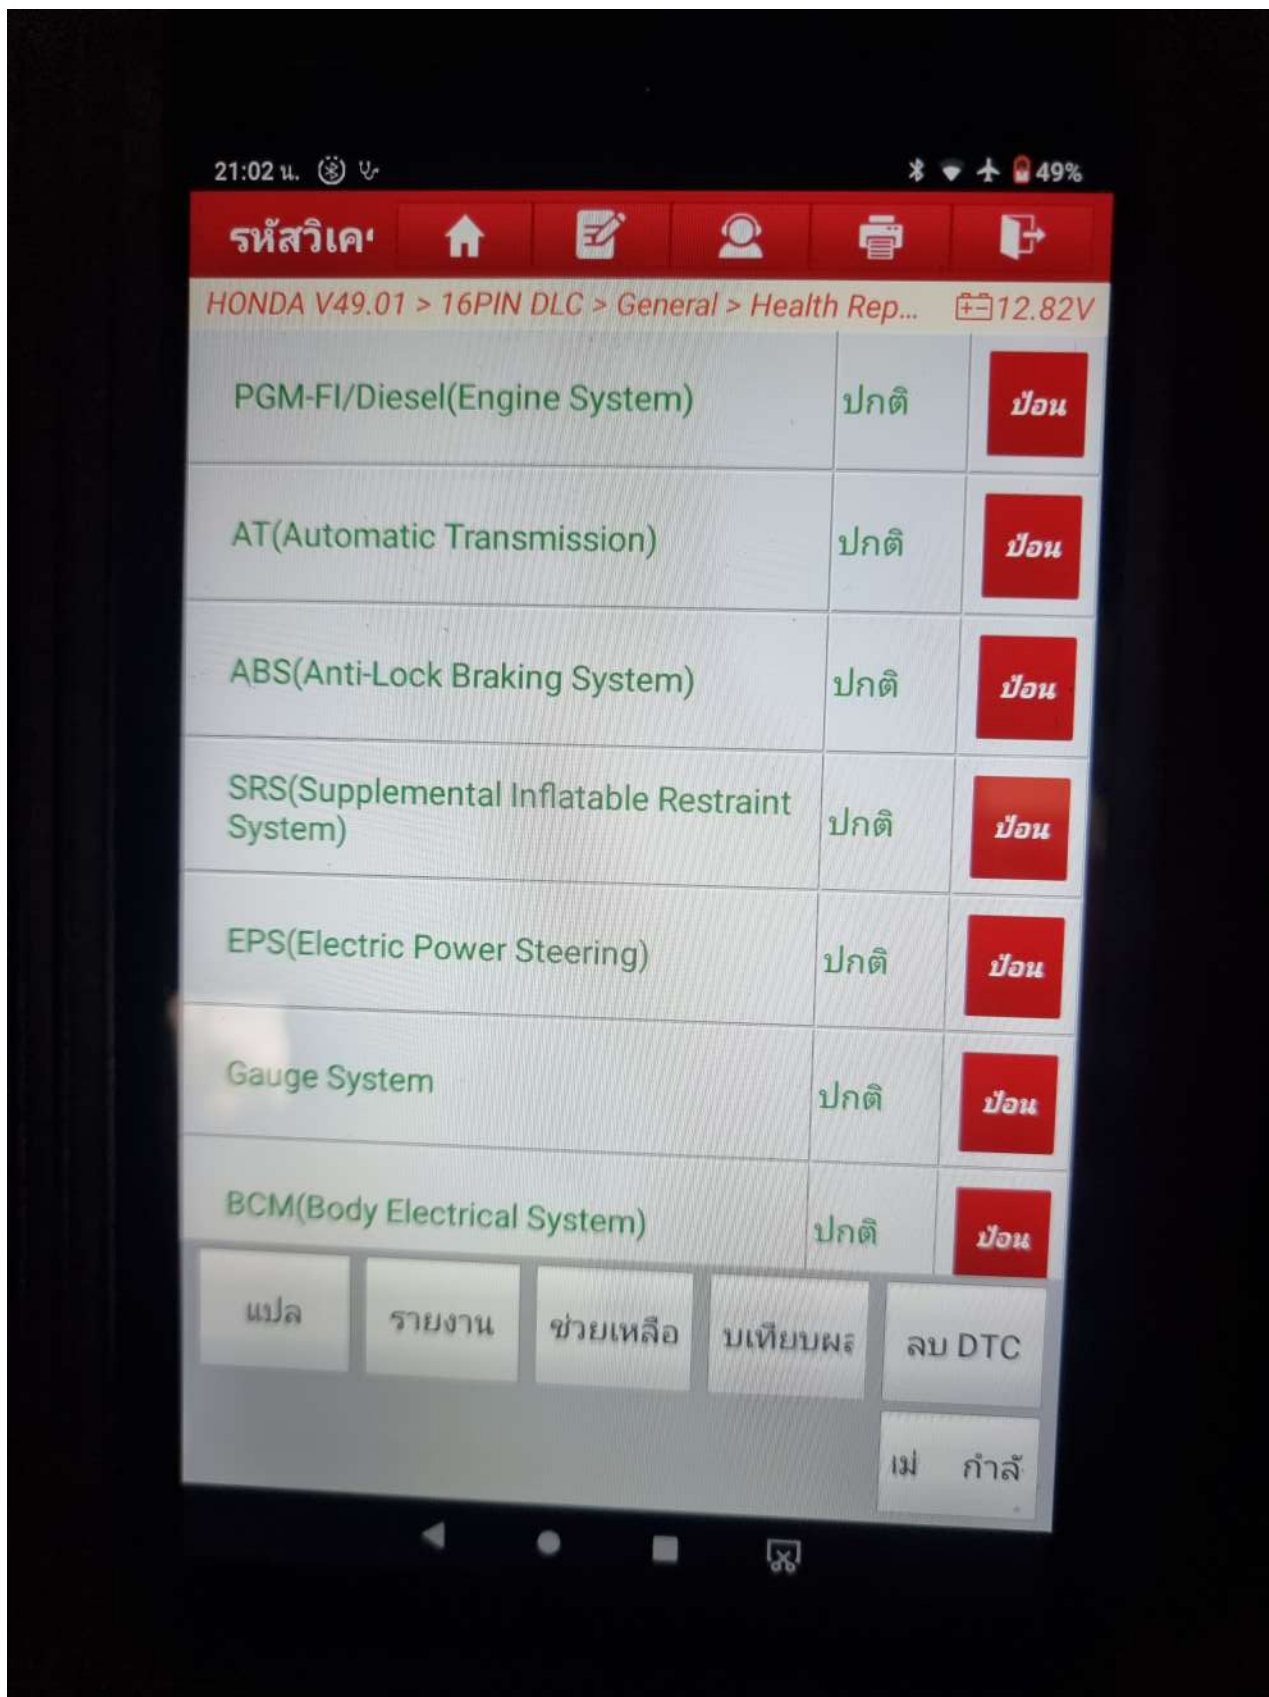 21:02 น.
49%
รหัสวิเค
HONDA V49.01 > 16PIN DLC > General > Health Rep... 12.82V
PGM-FI/Diesel(Engine System) ปกติ ป้อน
AT(Automatic Transmission) ปกติ ป้อน
ABS(Anti-Lock Braking System) ปกติ ป้อน
SRS(Supplemental Inflatable Restraint
System) ปกติ ป้อน
EPS(Electric Power Steering) ปกติ ป้อน
Gauge System ปกติ ป้อน
BCM(Body Electrical System) ปกติ ป้อน
แปล รายงาน ช่วยเหลือ บเทียบผล ลบ DTC
เม่ กำลั